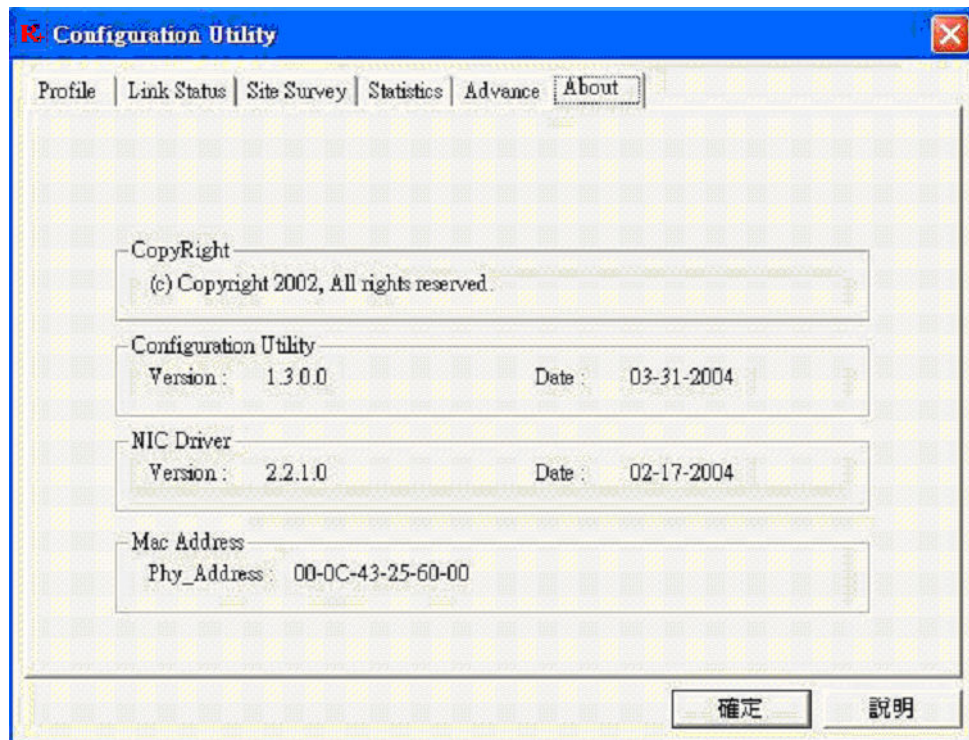 R Configuration Utility
Profile Link Status Site Survey Statistics Advance About
CopyRight
(c) Copyright 2002, All rights reserved.
Configuration Utility
Version : 1.3.0.0 Date : 03-31-2004
NIC Driver
Version : 2.2.1.0 Date : 02-17-2004
Mac Address
Phy_Address : 00-0C-43-25-60-00
確定 説明